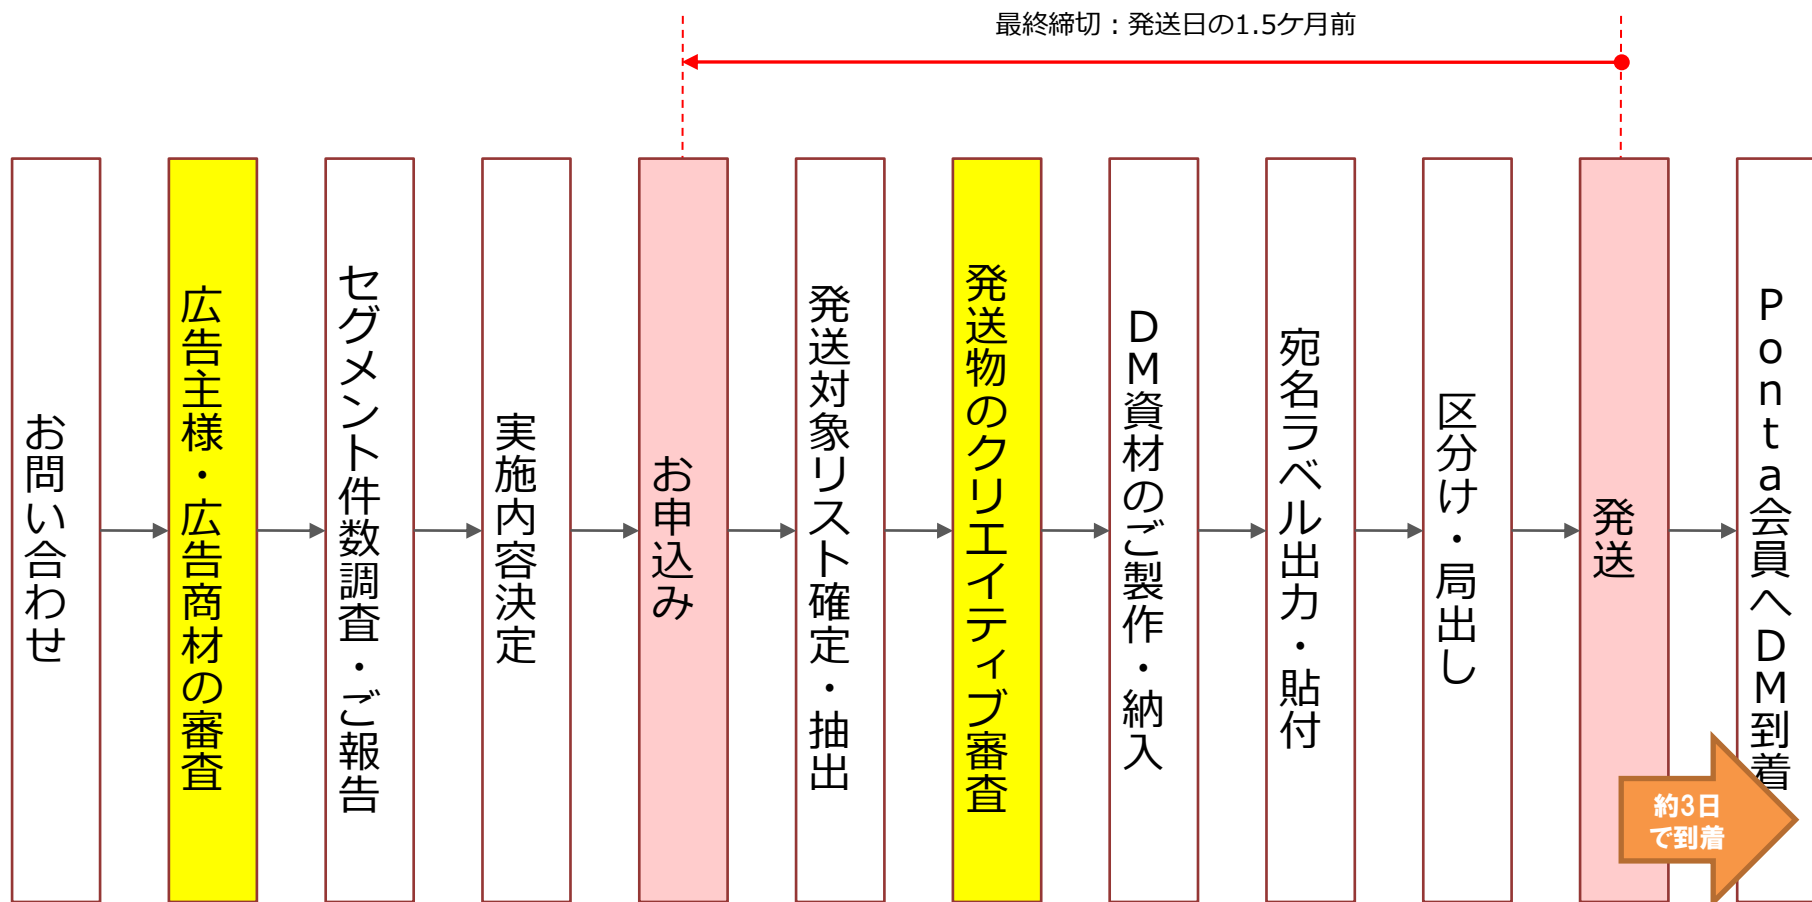 最終締切：発送日の1.5ケ月前
お問い合わせ
広告主様・広告商材の審査
セグメント件数調査・ご報告
実施内容決定
お申込み
発送対象リスト確定・抽出
発送物のクリエイティブ審査
ＤＭ資材のご製作・納入
宛名ラベル出力・貼付
区分け・局出し
発送
Ｐｏｎｔａ会員へＤＭ到着
約3日
で到着